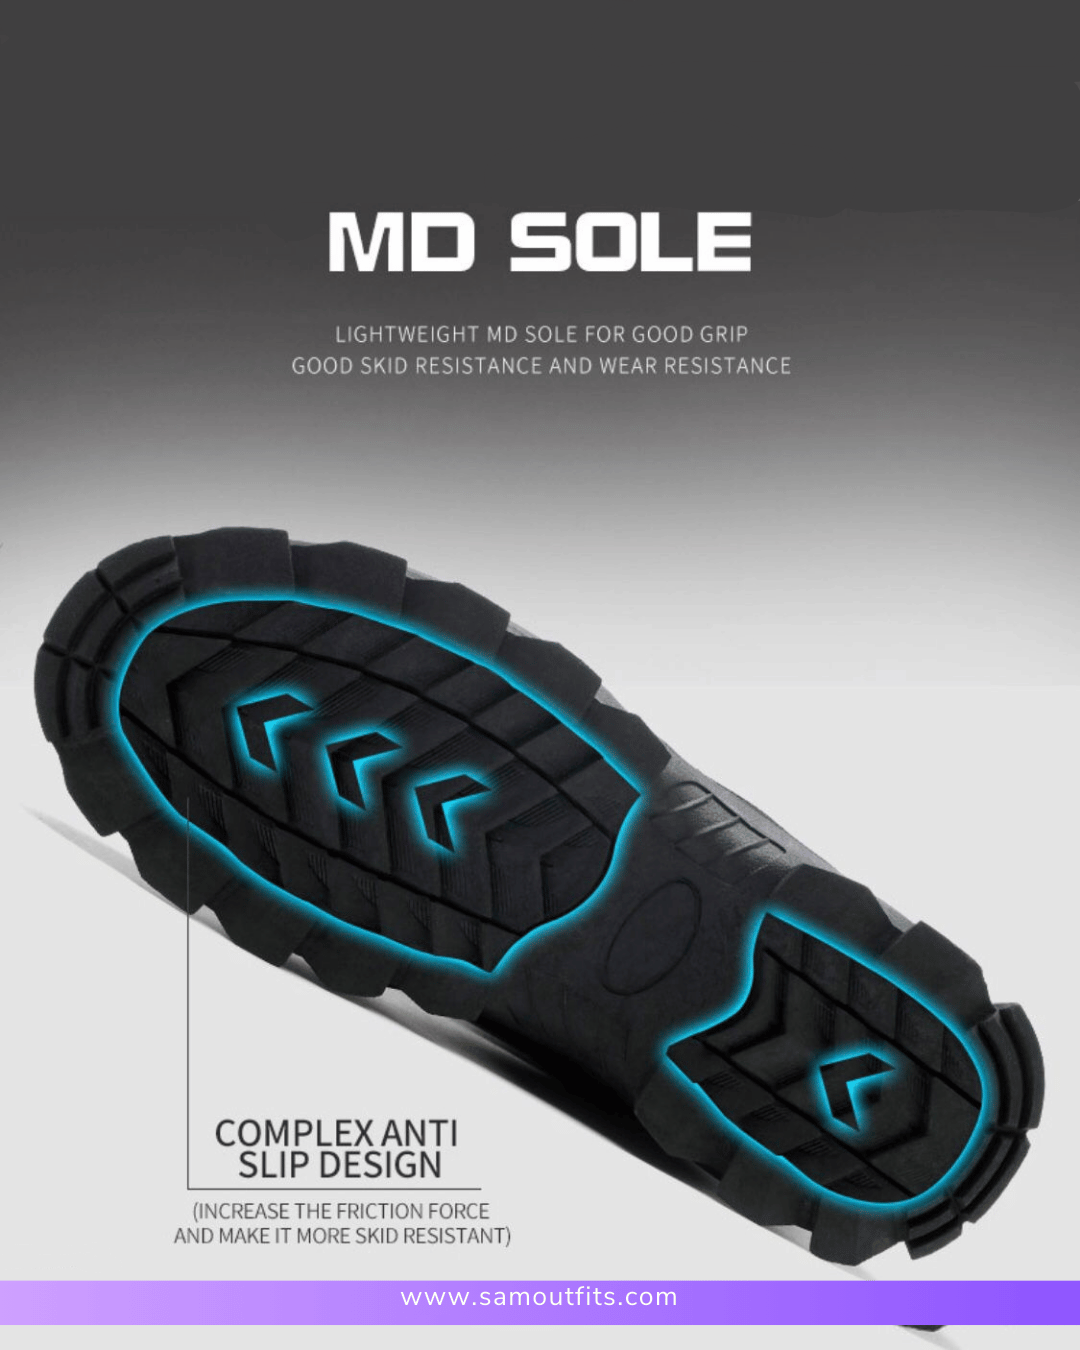 MD SOLE
LIGHTWEIGHT MD SOLE FOR GOOD GRIP
GOOD SKID RESISTANCE AND WEAR RESISTANCE
COMPLEX ANTI
SLIP DESIGN
(INCREASE THE FRICTION FORCE
AND MAKE IT MORE SKID RESISTANT)
www.samoutfits.com